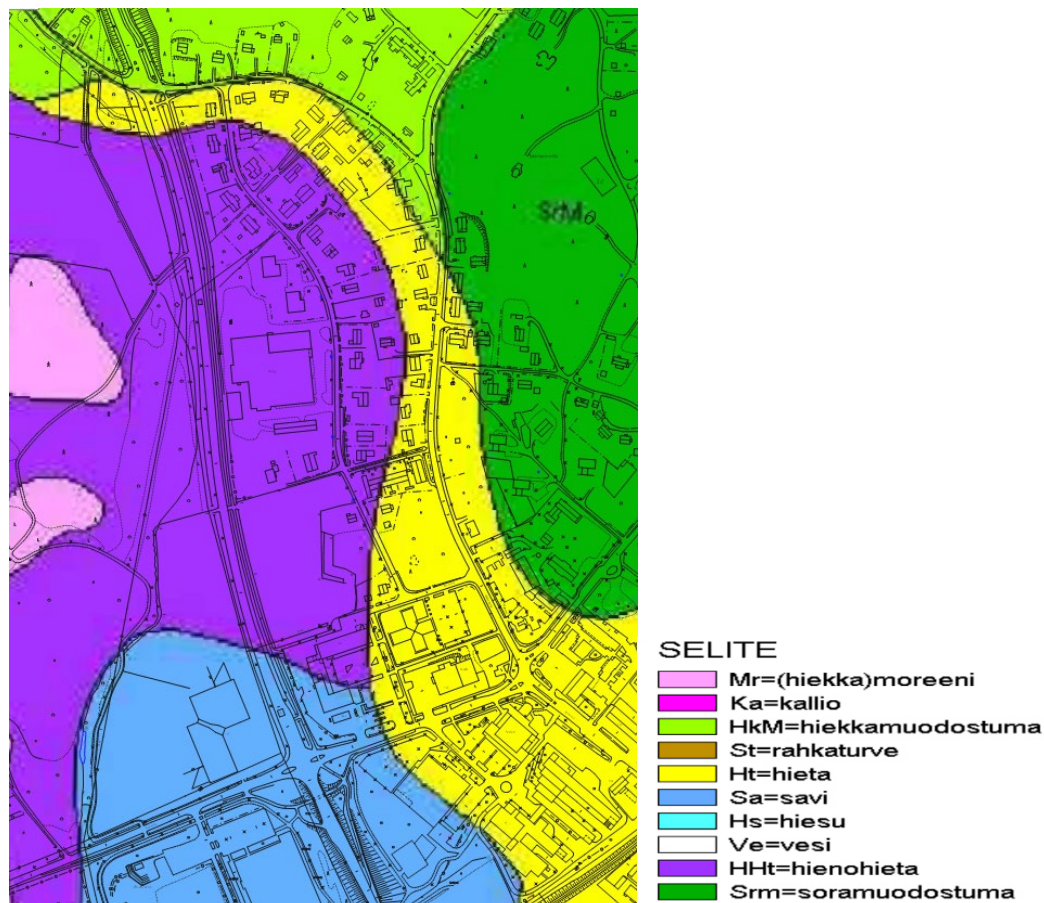 SrM
SELITE
Mr=(hiekka)moreeni
Ka=kallio
HkM=hiekkamuodostuma
St=rahkaturve
Ht=hieta
Sa=savi
Hs=hiesu
Ve=vesi
HHt=hienohieta
Srm=soramuodostuma